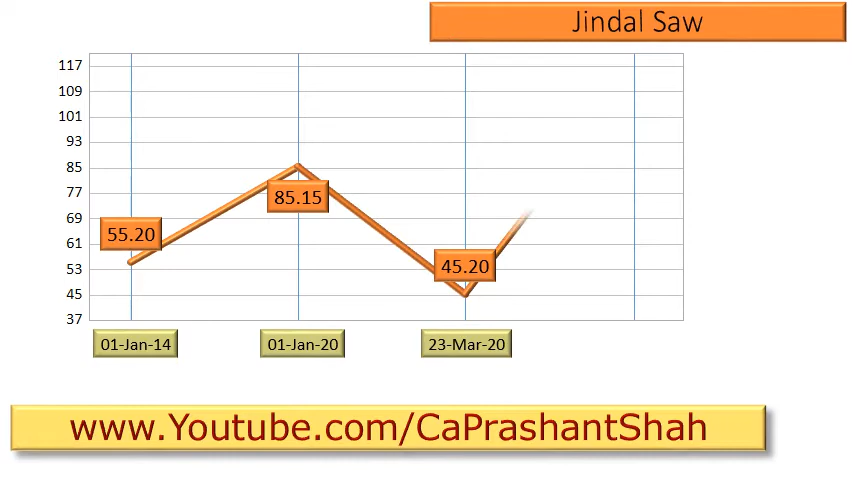 Jindal Saw
117
109
101
93
85
77
69
61
53
45
37
55.20
85.15
45.20
01-Jan-14
01-Jan-20
23-Mar-20
www.Youtube.com/CaPrashantShah